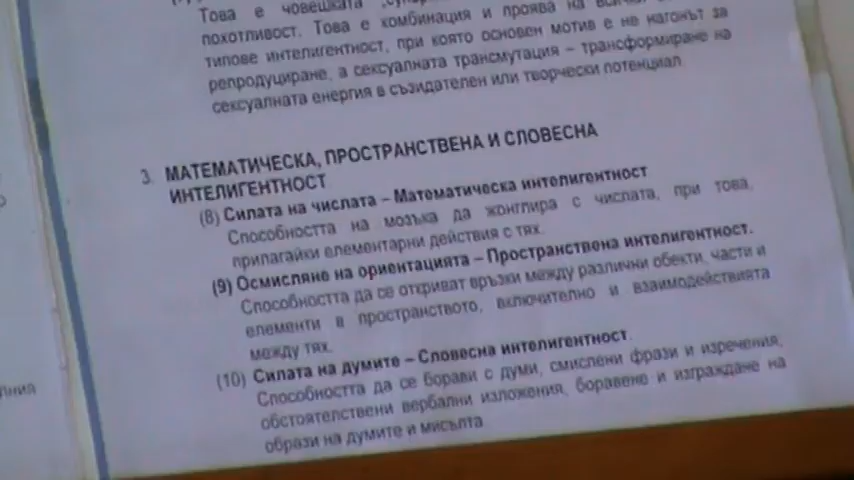 Това е човешката
похотливост. Това е комбинация и проява на
типове интелигентност, при която основен мотив е не нагонът за
репродуциране, а сексуалната трансмутация – трансформиране на
сексуалната енергия в съзидателен или творчески потенциал.
3. МАТЕМАТИЧЕСКА, ПРОСТРАНСТВЕНА И СЛОВЕСНА
ИНТЕЛИГЕНТНОСТ
(8) Силата на числата – Математическа интелигентност
Способността на мозъка да жонглира с числата, при това,
прилагайки елементарни действия с тях.
(9) Осмисляне на ориентацията – Пространствена интелигентност.
Способността да се откриват връзки между различни обекти, части и
елементи в пространството, включително и взаимодействията
между тях.
(10) Силата на думите – Словесна интелигентност.
Способността да се борави с думи, смислени фрази и изречения,
обстоятелствени вербални изложения, боравене и изграждане на
образи на думите и мисълта.